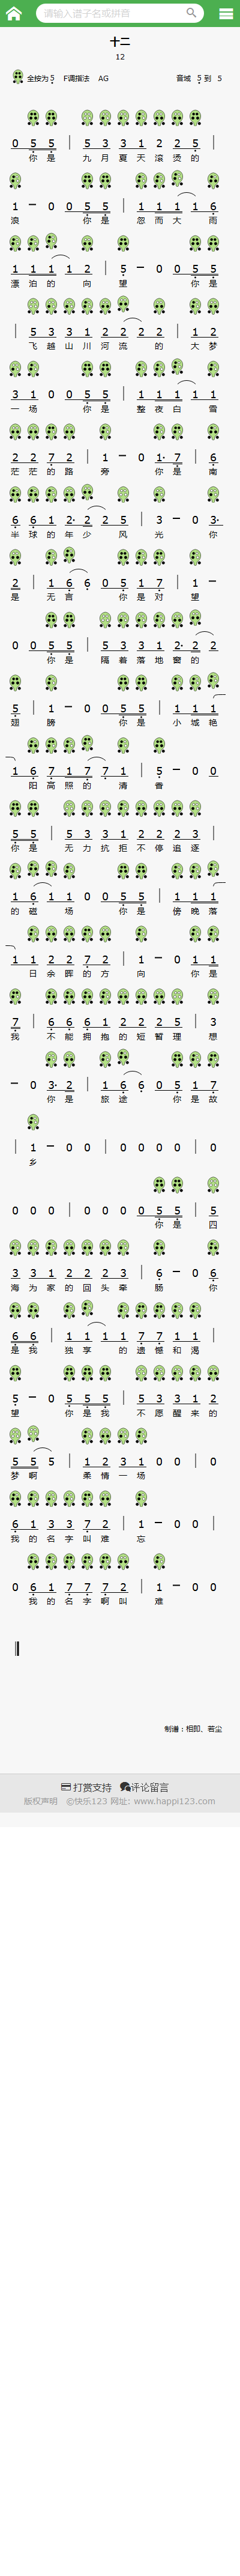 请输入谱子名或拼音
十二
12
全按为 5 F调指法 AG 音域 5 到 5
0 5 5 | 5 3 3 3 1 2 2 5
你 是 九 月 夏 天 滚 烫 的
1 - 0 0 5 5 | 1 1 1 1 6
浪 你 是 忽 而 大 雨
1 1 1 1 2 | 5 - 0 0 5 5
漂 泊 的 向 望 你 是
| 5 3 3 1 2 2 2 2 | 1 2
飞 越 山 川 河 流 的 大 梦
3 1 0 0 5 5 | 1 1 1 1 1
一 场 你 是 整 夜 白 雪
2 2 7 2 | 1 - 0 1· 7 | 6
茫 茫 的 路 旁 你 是 南
6 6 1 2· 2 2 5 | 3 - 0 3·
半 球 的 年 少 风 光 你
2 | 1 6 6 0 5 1 7 | 1 -
是 无 言 你 是 对 望
0 0 5 5 | 5 3 3 1 2· 2 2
你 是 隔 着 落 地 窗 的
5 | 1 - 0 0 5 5 | 1 1 1
翅 膀 你 是 小 城 艳
1 6 7 1 7 7 1 | 5 - 0 0
阳 高 照 的 清 香
5 5 | 5 3 3 1 2 2 2 3 |
你 是 无 力 抗 拒 不 停 追 逐
1 6 1 1 0 0 5 5 | 1 1 1
的 磁 场 你 是 傍 晚 落
1 1 2 2 7 2 | 1 - 0 1 1
日 余 晖 的 方 向 你 是
7 | 6 6 6 1 2 2 2 5 | 3
我 不 能 拥 抱 的 短 暂 理 想
- 0 3· 2 | 1 6 6 0 5 1 7
你 是 旅 途 你 是 故
| 1 - 0 0 | 0 0 0 0 | 0
乡
0 0 0 | 0 0 0 0 5 5 | 5
你 是 四
3 3 1 2 2 2 3 | 6 - 0 6
海 为 家 的 回 头 牵 肠 你
6 6 | 1 1 1 1 7 7 1 1 |
是 我 独 享 的 遗 憾 和 渴
5 - 0 5 5 5 | 5 3 3 1 2
望 你 是 我 不 愿 醒 来 的
5 5 5 | 1 2 3 1 0 0 | 0
梦 啊 柔 情 一 场
6 1 3 3 7 2 | 1 - 0 0 |
我 的 名 字 叫 难 忘
0 6 1 7 7 7 2 | 1 - 0 0
我 的 名 字 啊 叫 难
制谱：相即、若尘
打赏支持 评论留言
版权声明 ©快乐123 网址: www.happi123.com